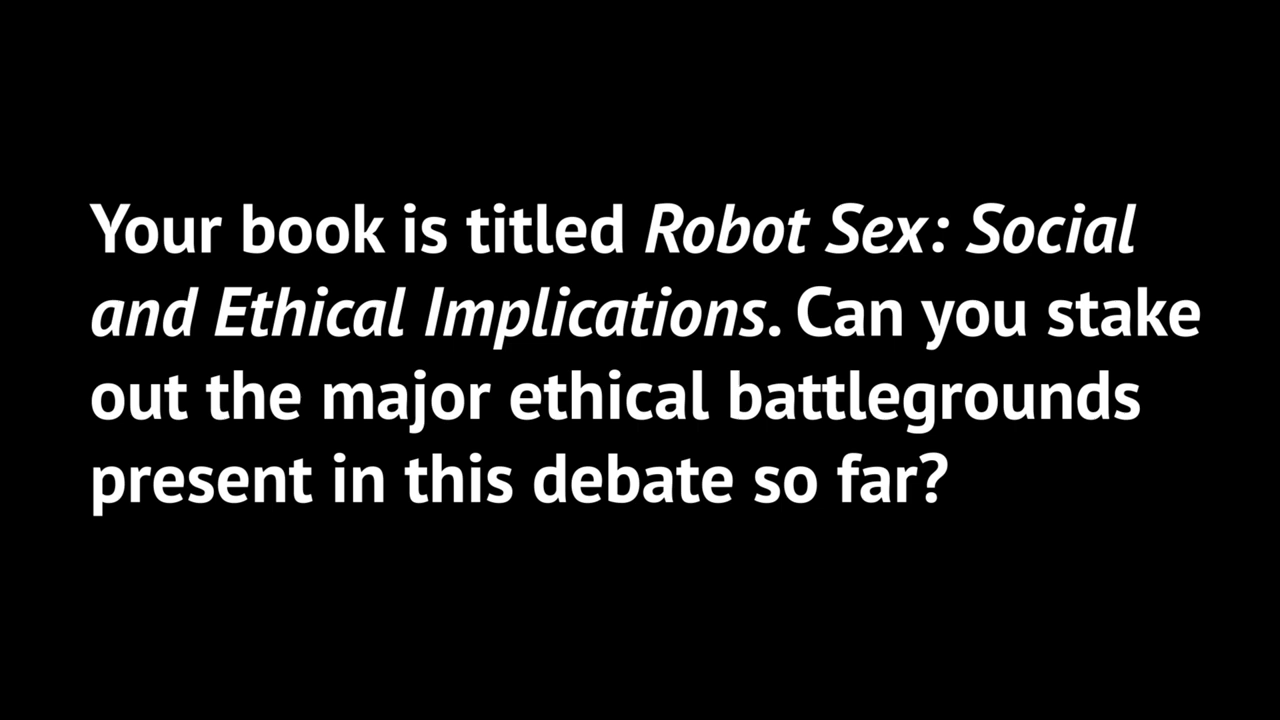 Your book is titled Robot Sex: Social
and Ethical Implications. Can you stake
out the major ethical battlegrounds
present in this debate so far?